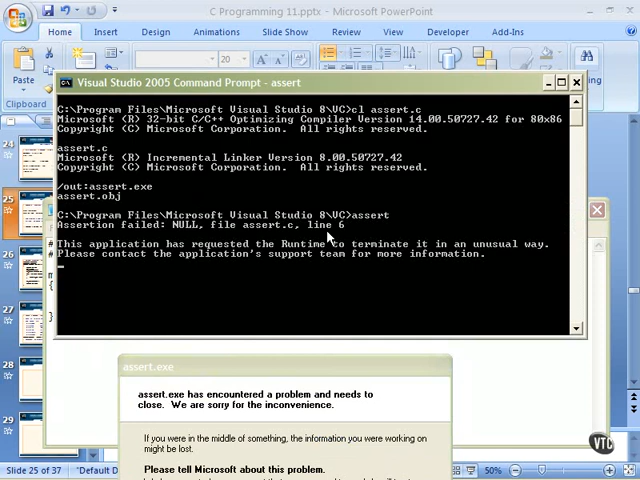 C Programming 11.pptx - Microsoft PowerPoint
Home Insert Design Animations Slide Show Review View Developer Add-Ins
Paste
Clipboard
20
Visual Studio 2005 Command Prompt - assert
C:\Program Files\Microsoft Visual Studio 8\VC>cl assert.c
Microsoft (R) 32-bit C/C++ Optimizing Compiler Version 14.00.50727.42 for 80x86
Copyright (C) Microsoft Corporation. All rights reserved.
assert.c
Microsoft (R) Incremental Linker Version 8.00.50727.42
Copyright (C) Microsoft Corporation. All rights reserved.
/out:assert.exe
assert.obj
C:\Program Files\Microsoft Visual Studio 8\VC>assert
Assertion failed: NULL, file assert.c, line 6
This application has requested the Runtime to terminate it in an unusual way.
Please contact the application's support team for more information.
24
25
26
27
28
29
assert.exe
assert.exe has encountered a problem and needs to
close. We are sorry for the inconvenience.
If you were in the middle of something, the information you were working on
might be lost.
Please tell Microsoft about this problem.
VTC
Slide 25 of 37
"Default D
50%